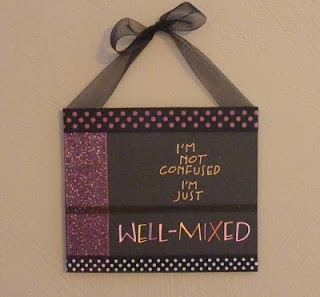 I'M
NOT
CONFUSED
I'M
JUST
WELL-MIXED